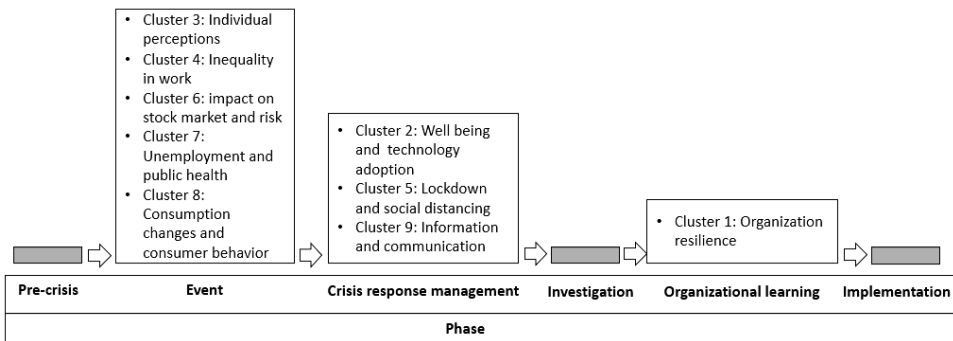 • Cluster 3: Individual
perceptions
• Cluster 4: Inequality
in work
• Cluster 6: impact on
stock market and risk
• Cluster 7:
Unemployment and
public health
• Cluster 8:
Consumption
changes and
consumer behavior
• Cluster 2: Well being
and technology
adoption
• Cluster 5: Lockdown
and social distancing
• Cluster 9: Information
and communication
• Cluster 1: Organization
resilience
Pre-crisis
Event
Crisis response management
Investigation
Organizational learning
Implementation
Phase